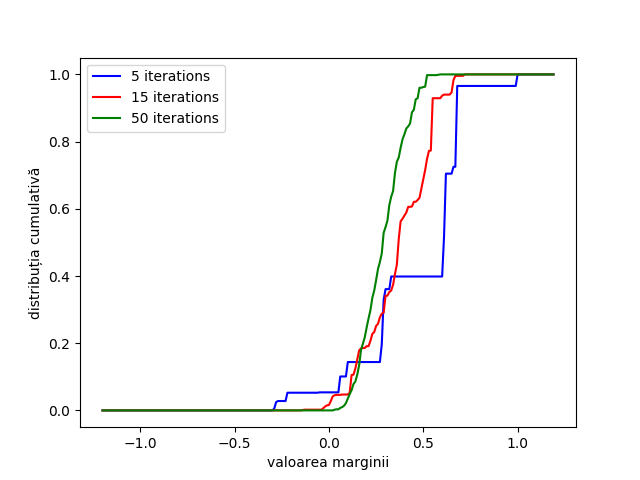 5 iterations
15 iterations
50 iterations
1.0
0.8
0.6
0.4
0.2
0.0
distribuția cumulativă
−1.0 −0.5 0.0 0.5 1.0
valoarea marginii